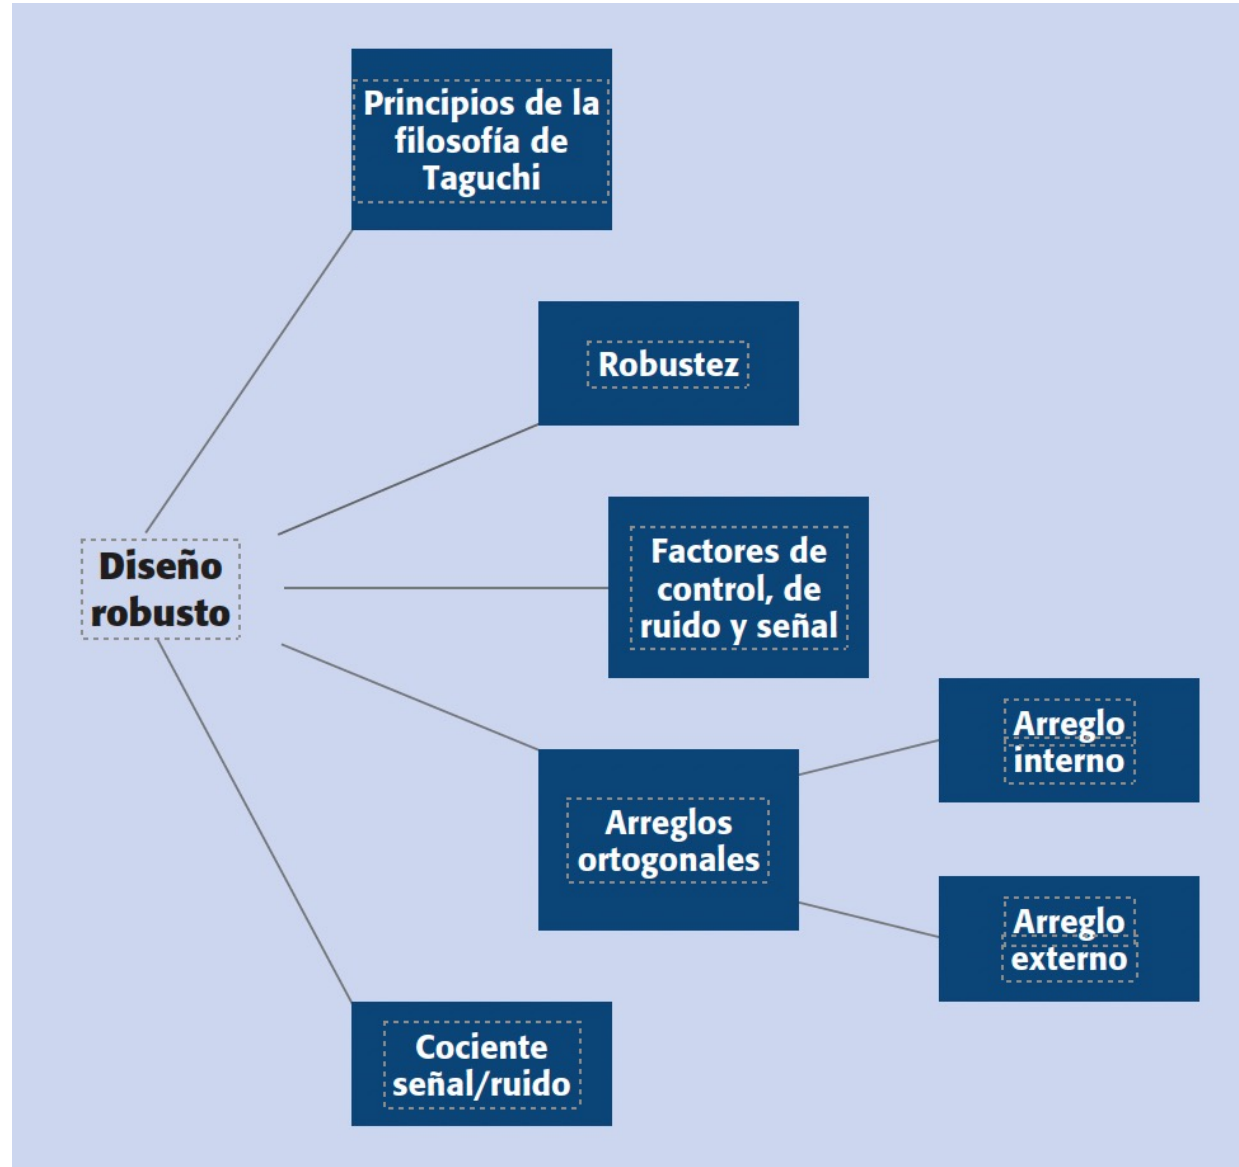 Principios de la
filosofía de
Taguchi
Robustez
Diseño
robusto
Factores de
control, de
ruido y señal
Arreglos
ortogonales
Arreglo
interno
Arreglo
externo
Cociente
señal/ruido